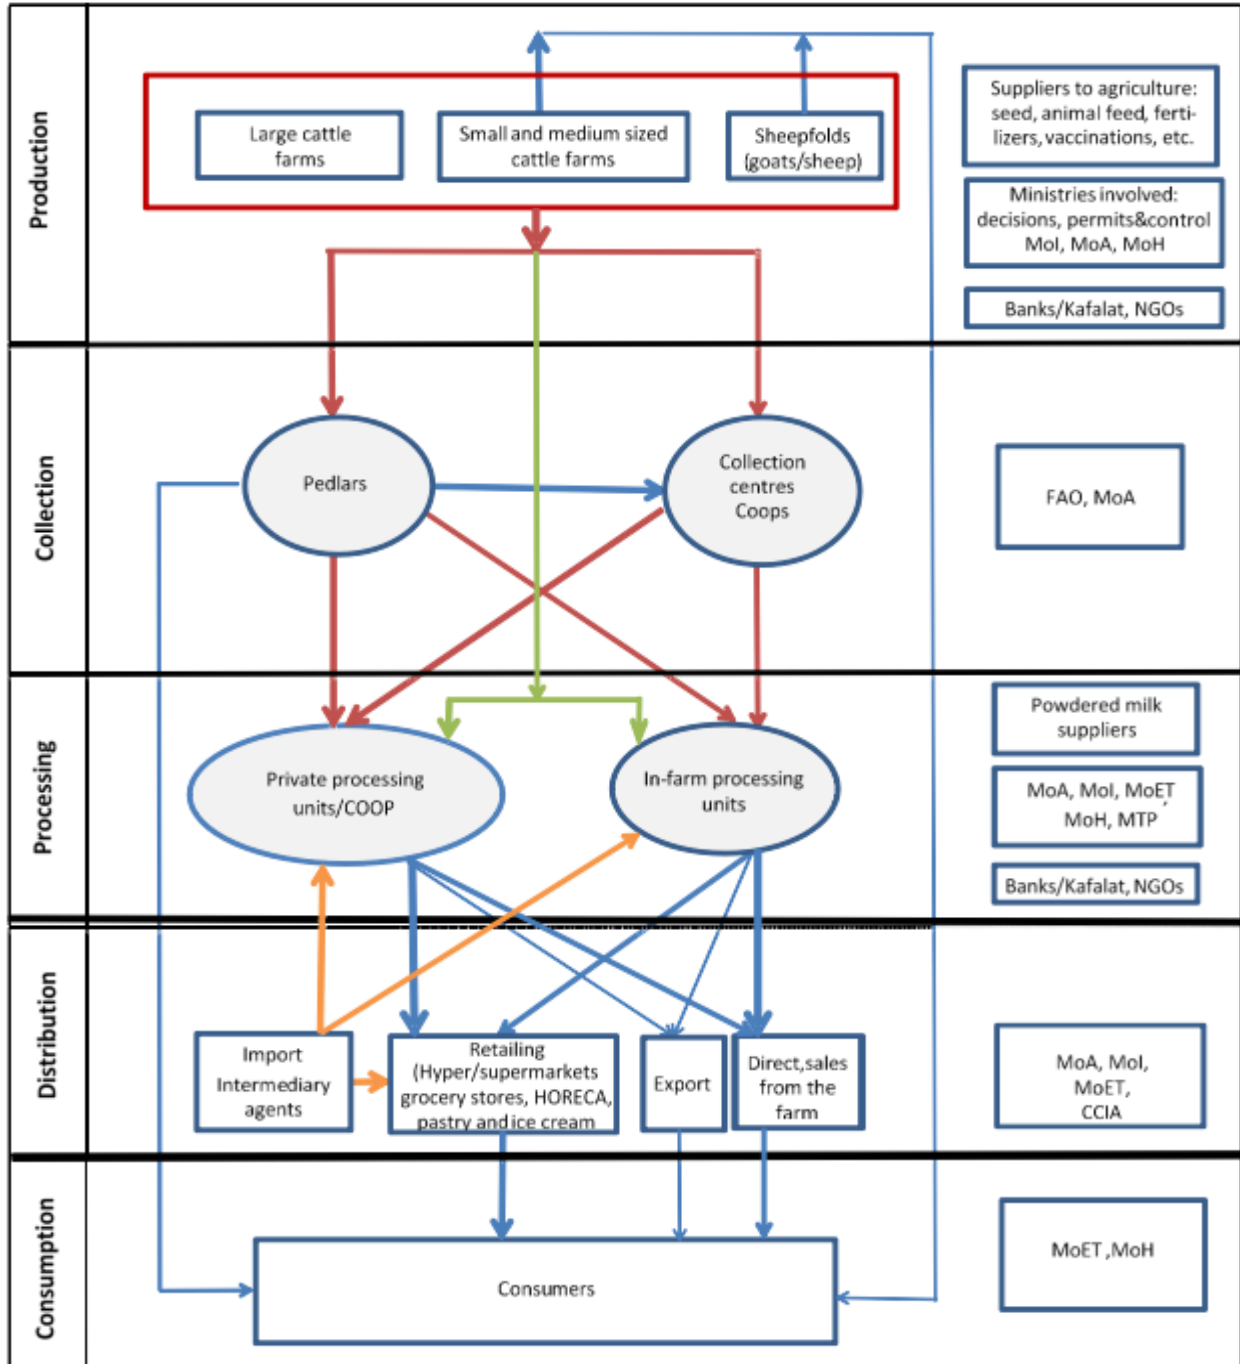 Production
Large cattle
farms
Small and medium sized
cattle farms
Sheepfolds
(goats/sheep)
Suppliers to agriculture:
seed, animal feed, ferti-
lizers, vaccinations, etc.
Ministries involved:
decisions, permits&control
MoI, MoA, MoH
Banks/Kafalat, NGOs
Collection
Pedlars
Collection
centres
Coops
FAO, MoA
Processing
Private processing
units/COOP
In-farm processing
units
Powdered milk
suppliers
MoA, MoI, MoET,
MoH, MTP
Banks/Kafalat, NGOs
Distribution
Import
Intermediary
agents
Retailing
(Hyper/supermarkets
grocery stores, HORECA,
pastry and ice cream
Export
Direct,sales
from the
farm
MoA, MoI,
MoET,
CCIA
Consumption
Consumers
MoET ,MoH